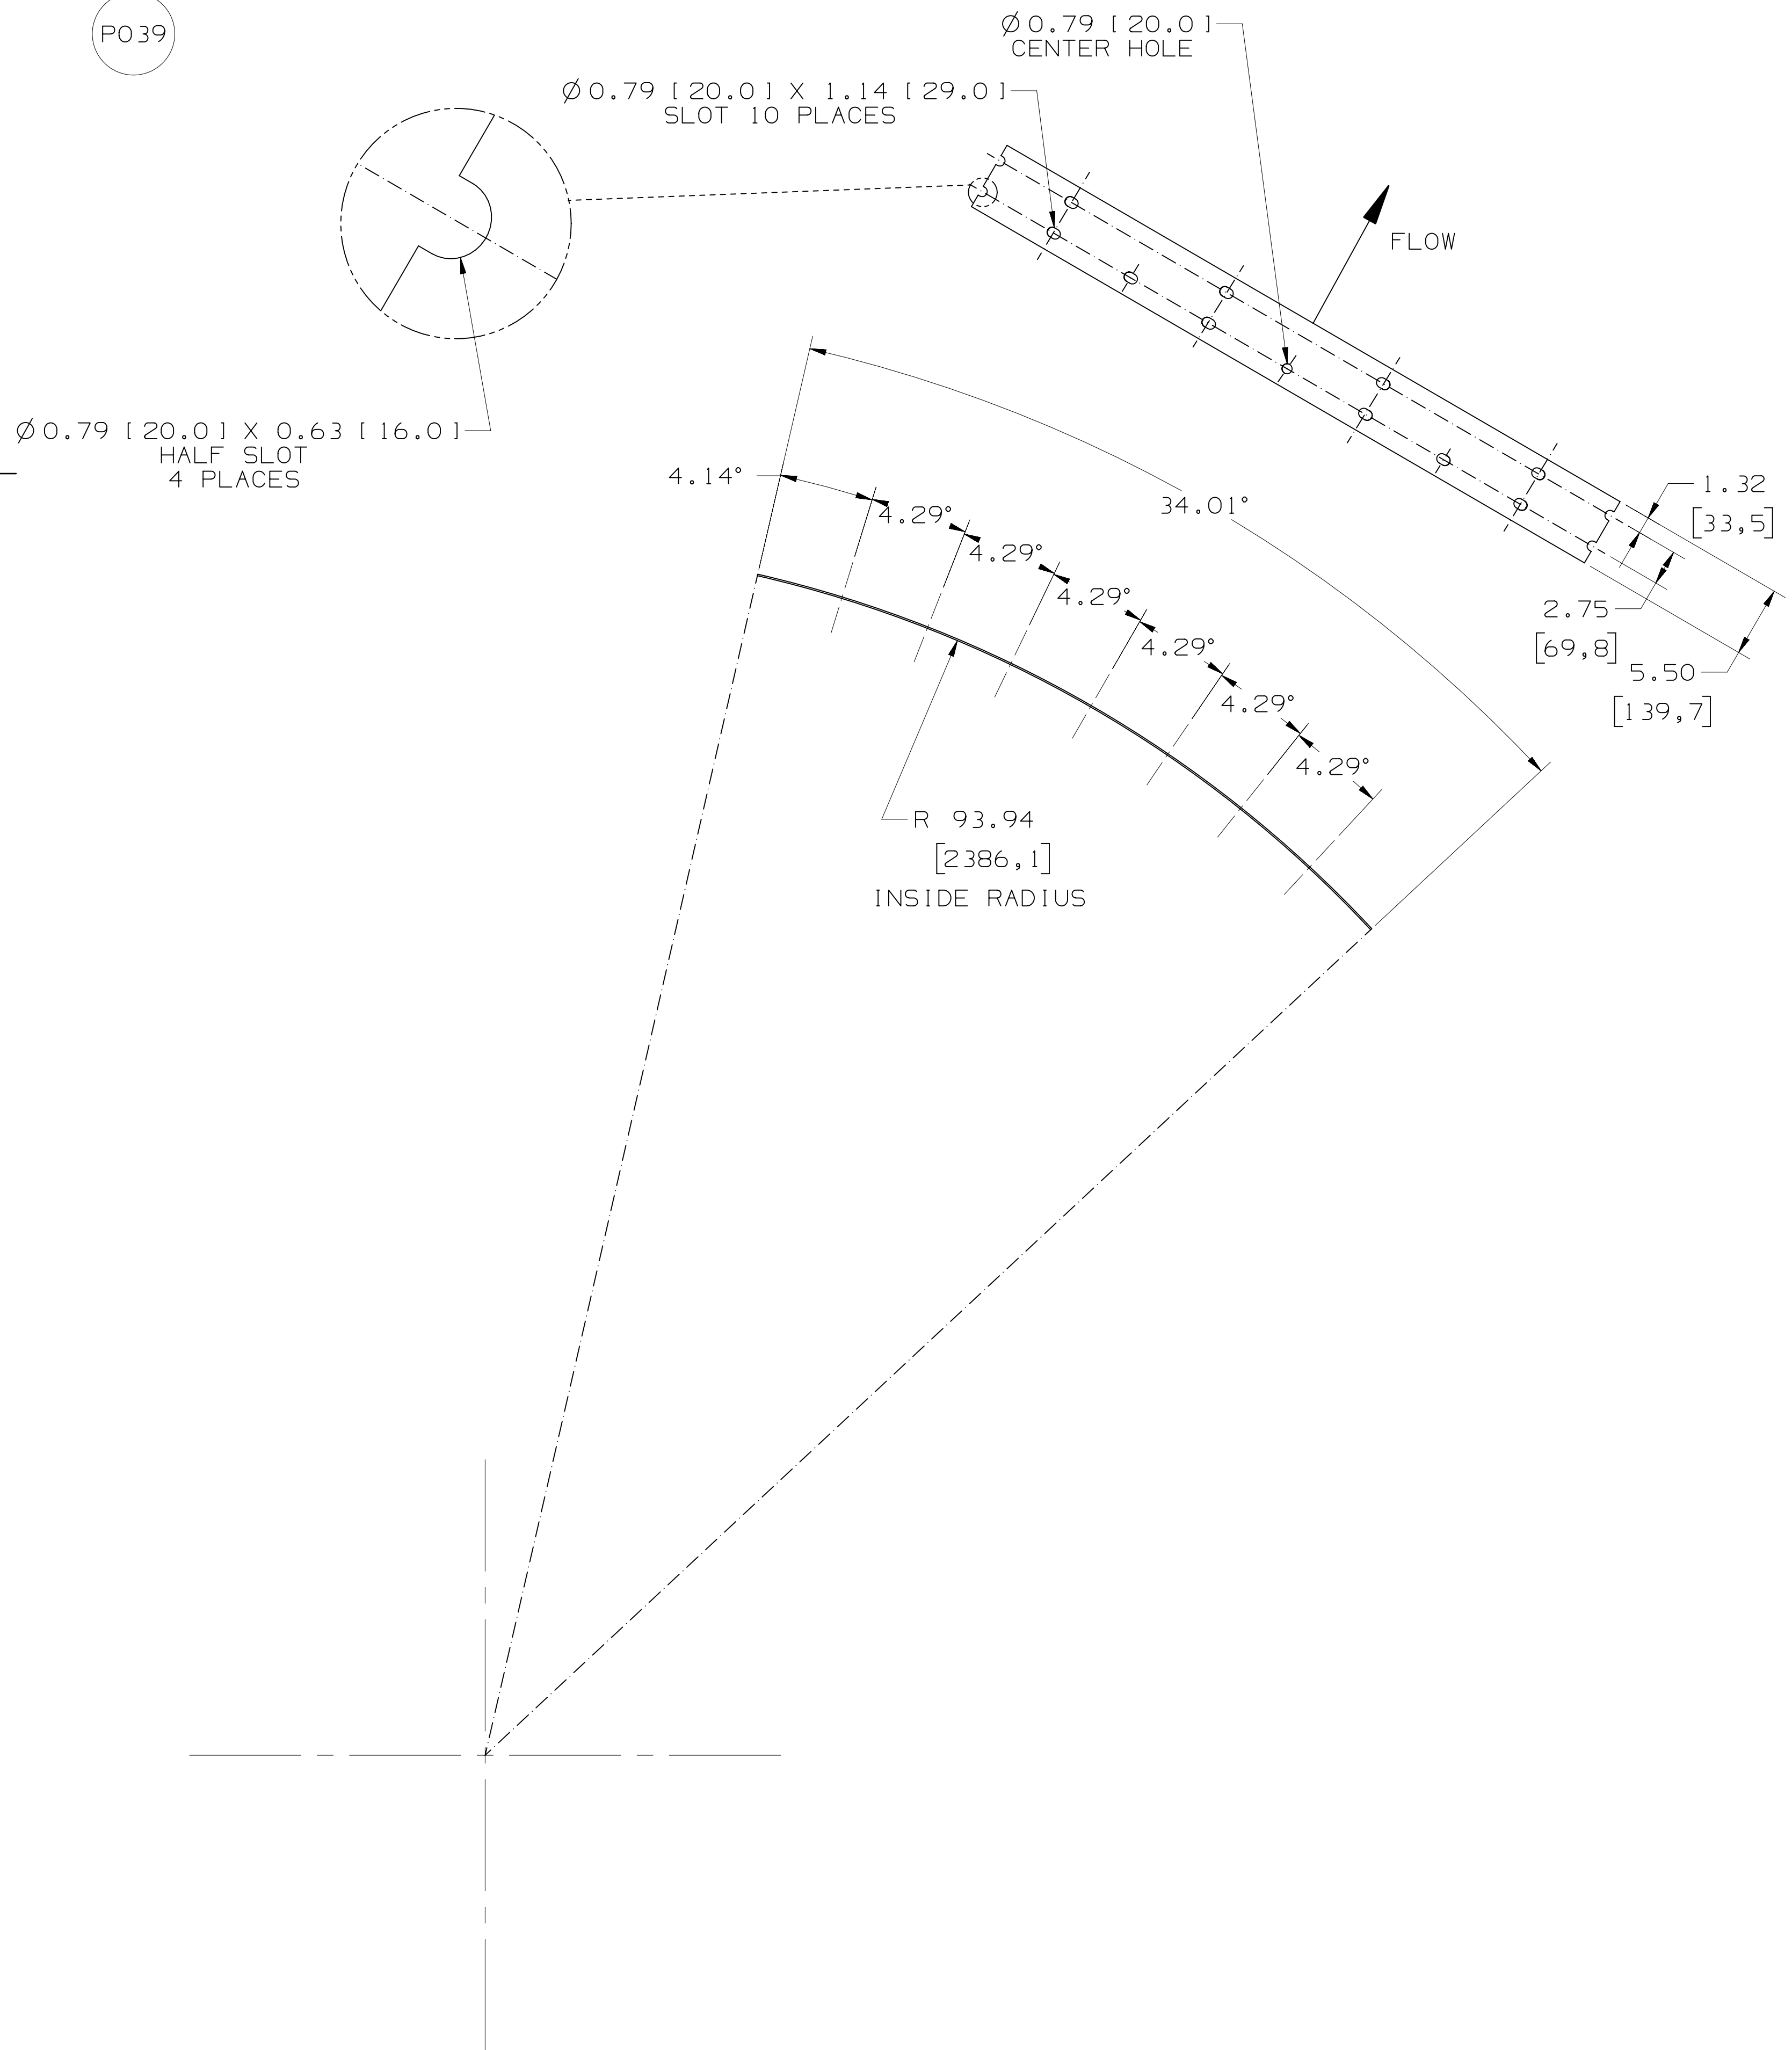 P039
Ø0.79 [20.0]
CENTER HOLE
Ø0.79 [20.0] X 1.14 [29.0]
SLOT 10 PLACES
FLOW
Ø0.79 [20.0] X 0.63 [16.0]
HALF SLOT
4 PLACES
4.14°
4.29°
4.29°
4.29°
4.29°
4.29°
4.29°
34.01°
1.32
[33,5]
2.75
[69,8]
5.50
[139,7]
R 93.94
[2386,1]
INSIDE RADIUS